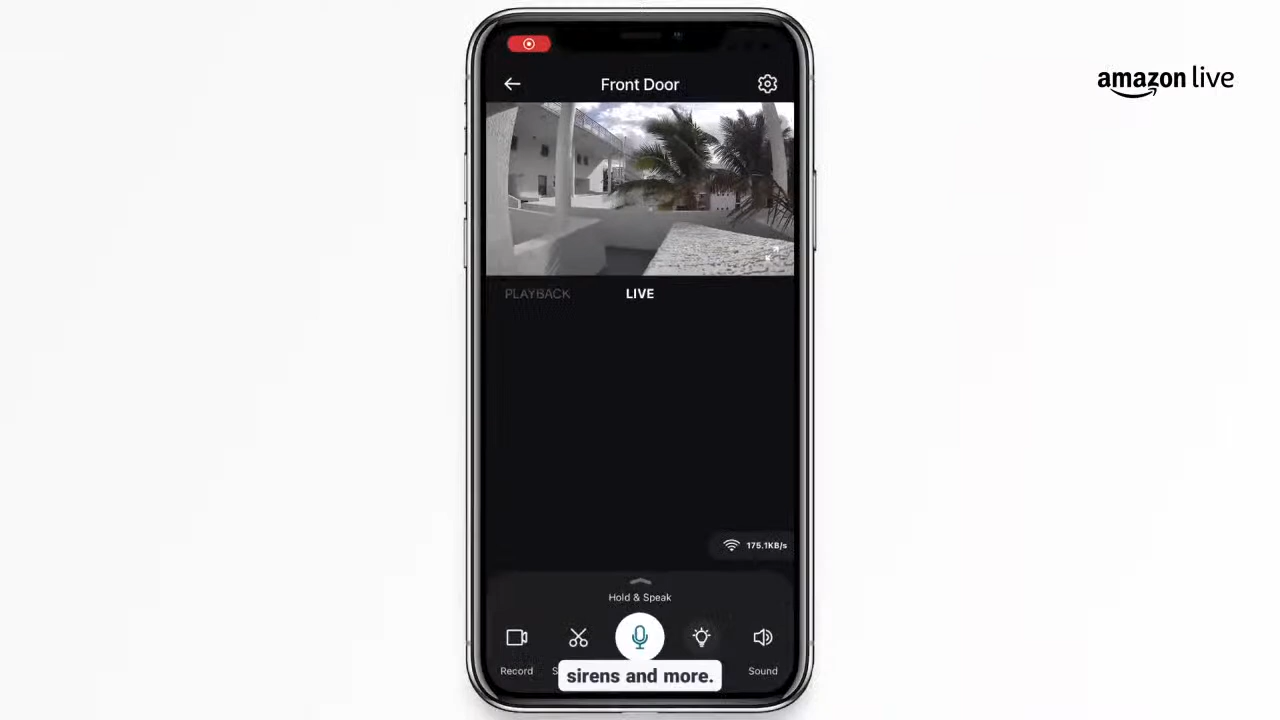 Front Door
amazon live
PLAYBACK
LIVE
175.1KB/s
Hold & Speak
Record
Sound
sirens and more.